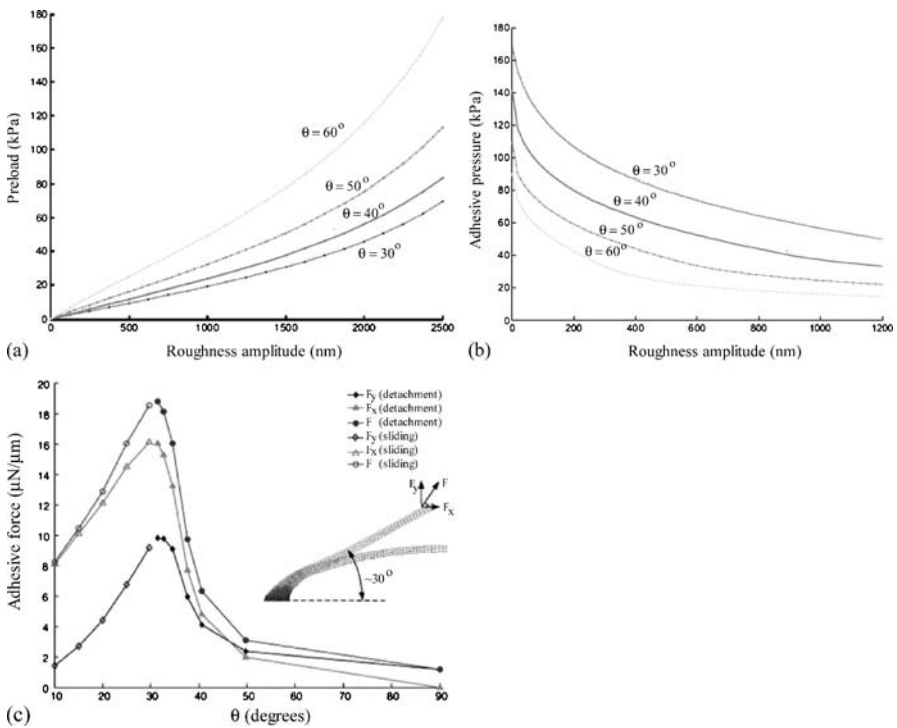 180
160
140
120
100
80
60
40
20
0
Preload (kPa)
θ = 60°
θ = 50°
θ = 40°
θ = 30°
0 500 1000 1500 2000 2500
(a) Roughness amplitude (nm)
180
160
140
120
100
80
60
40
20
0
Adhesive pressure (kPa)
θ = 30°
θ = 40°
θ = 50°
θ = 60°
0 200 400 600 800 1000 1200
(b) Roughness amplitude (nm)
20
18
16
14
12
10
8
6
4
2
0
Adhesive force (μN/μm)
Fy (detachment)
Fx (detachment)
F (detachment)
Fy (sliding)
Fx (sliding)
F (sliding)
Fy F
Fx
~30°
10 20 30 40 50 60 70 80 90
(c) θ (degrees)